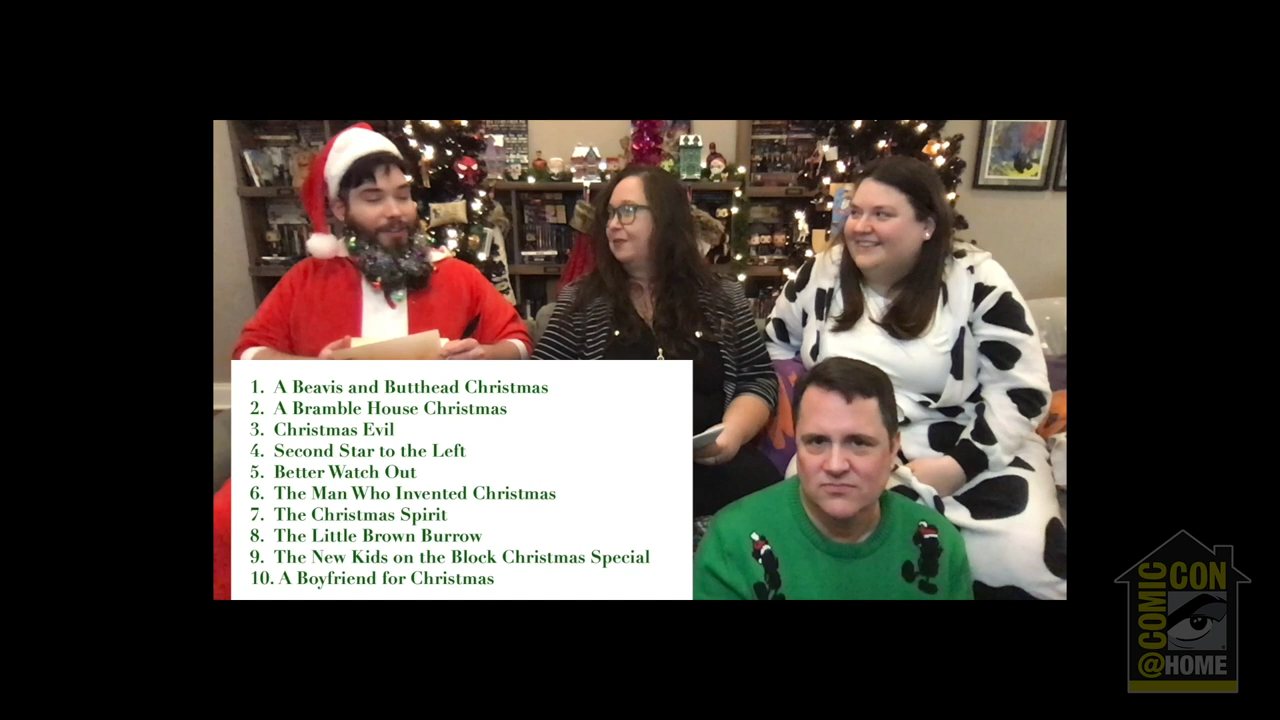 1. A Beavis and Butthead Christmas
2. A Bramble House Christmas
3. Christmas Evil
4. Second Star to the Left
5. Better Watch Out
6. The Man Who Invented Christmas
7. The Christmas Spirit
8. The Little Brown Burrow
9. The New Kids on the Block Christmas Special
10. A Boyfriend for Christmas
COMIC
CON
@HOME